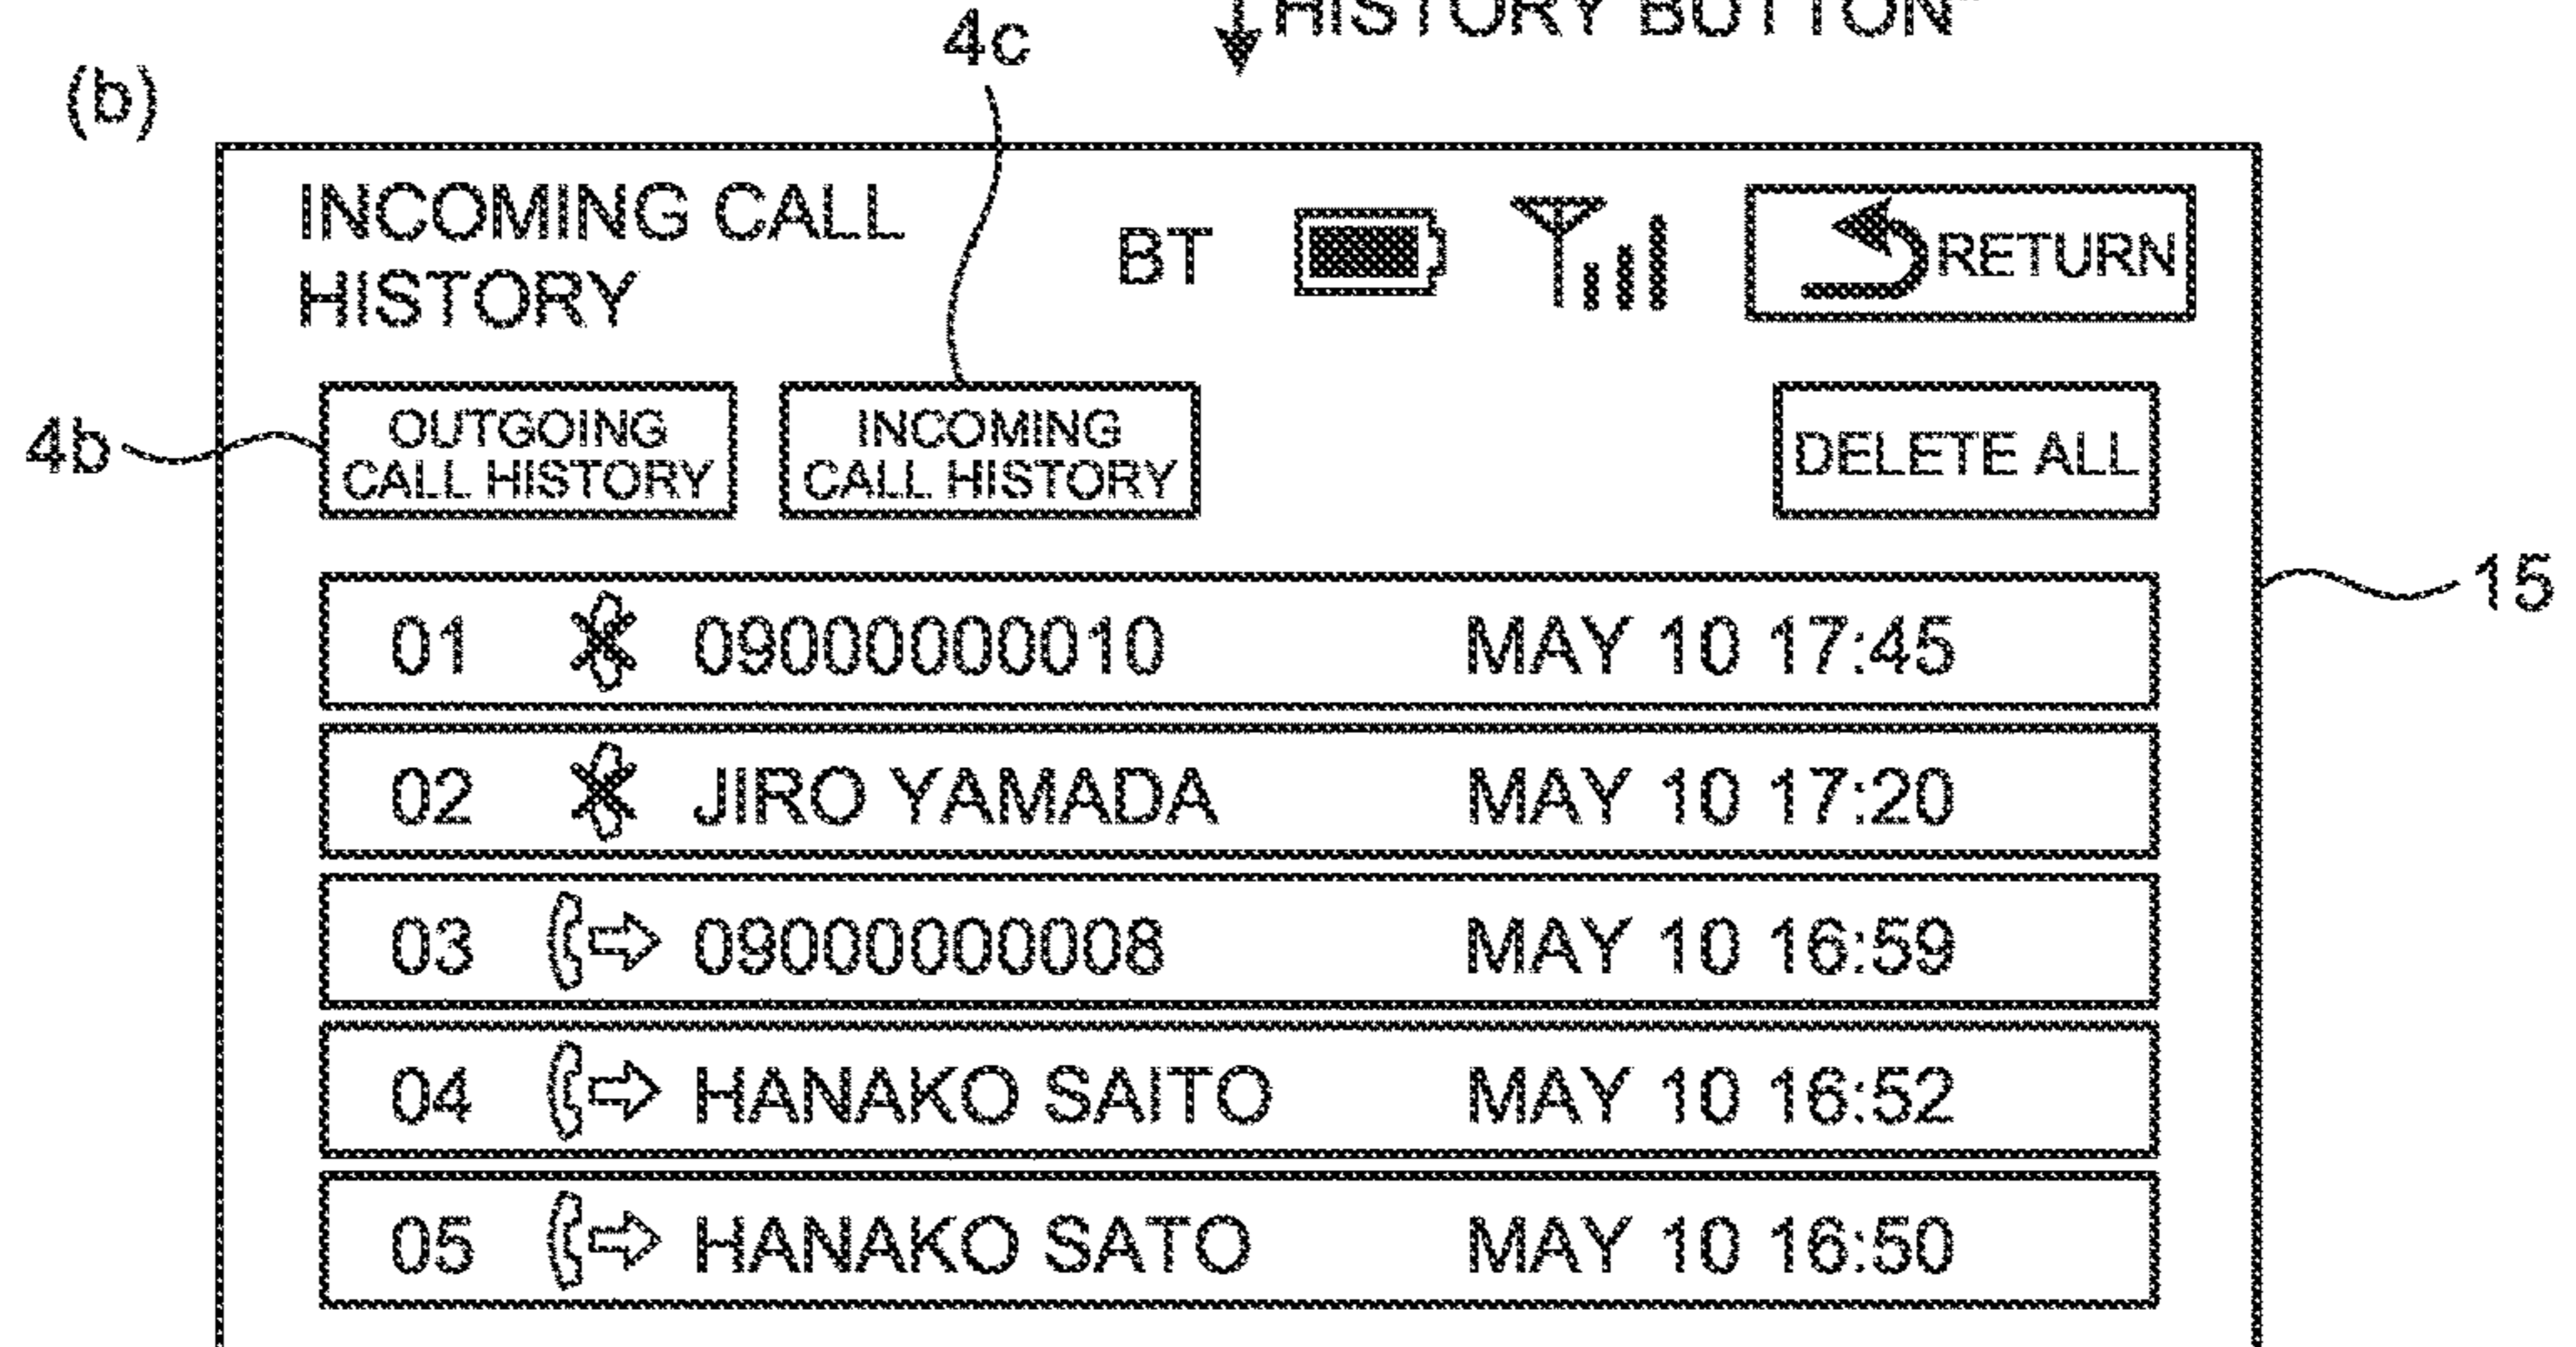 HISTORY BUTTON"
4c
(b)
INCOMING CALL
HISTORY
BT
RETURN
4b
OUTGOING
CALL HISTORY
INCOMING
CALL HISTORY
DELETE ALL
15
01 09000000010 MAY 10 17:45
02 JIRO YAMADA MAY 10 17:20
03 09000000008 MAY 10 16:59
04 HANAKO SAITO MAY 10 16:52
05 HANAKO SATO MAY 10 16:50